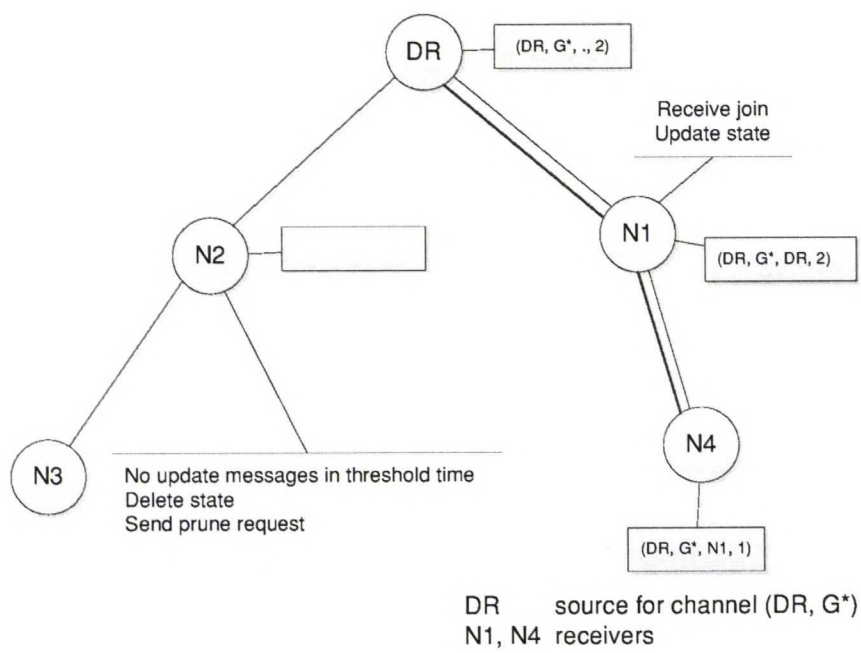 DR
(DR, G*, ., 2)
Receive join
Update state
N1
N2
(DR, G*, DR, 2)
N4
N3
No update messages in threshold time
Delete state
Send prune request
(DR, G*, N1, 1)
DR source for channel (DR, G*)
N1, N4 receivers